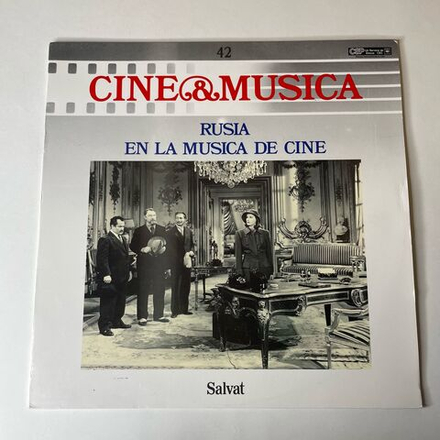 42
CINE&MUSICA
RUSIA
EN LA MUSICA DE CINE
Salvat